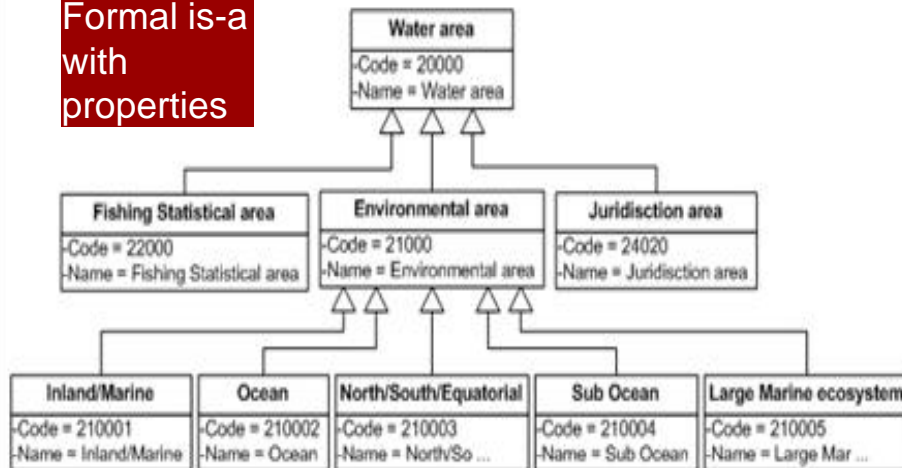 Formal is-a
with
properties
Water area
-Code = 20000
-Name = Water area
Fishing Statistical area
-Code = 22000
-Name = Fishing Statistical area
Environmental area
-Code = 21000
-Name = Environmental area
Juridisction area
-Code = 24020
-Name = Juridisction area
Inland/Marine
-Code = 210001
-Name = Inland/Marine
Ocean
-Code = 210002
-Name = Ocean
North/South/Equatorial
-Code = 210003
-Name = North/So ...
Sub Ocean
-Code = 210004
-Name = Sub Ocean
Large Marine ecosystem
-Code = 210005
-Name = Large Mar ...